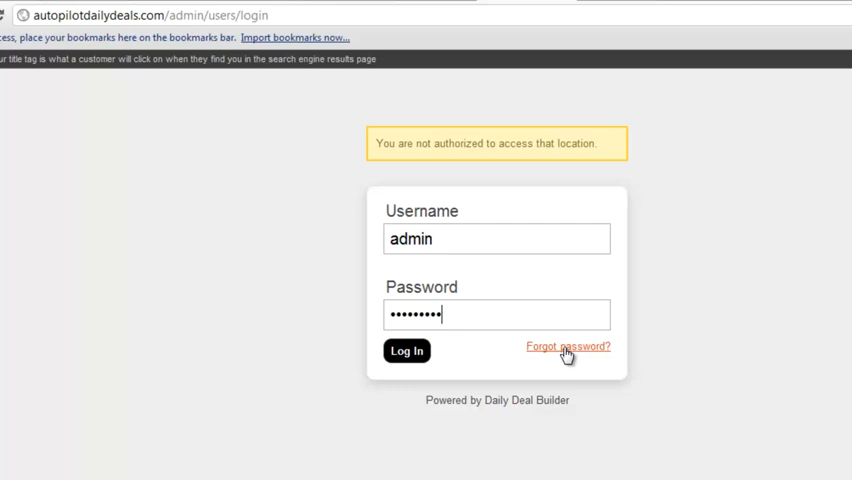 autopilotdailydeals.com/admin/users/login
cess, place your bookmarks here on the bookmarks bar. Import bookmarks now...
ur title tag is what a customer will click on when they find you in the search engine results page
You are not authorized to access that location.
Username
admin
Password
•••••••••
Log In
Forgot password?
Powered by Daily Deal Builder